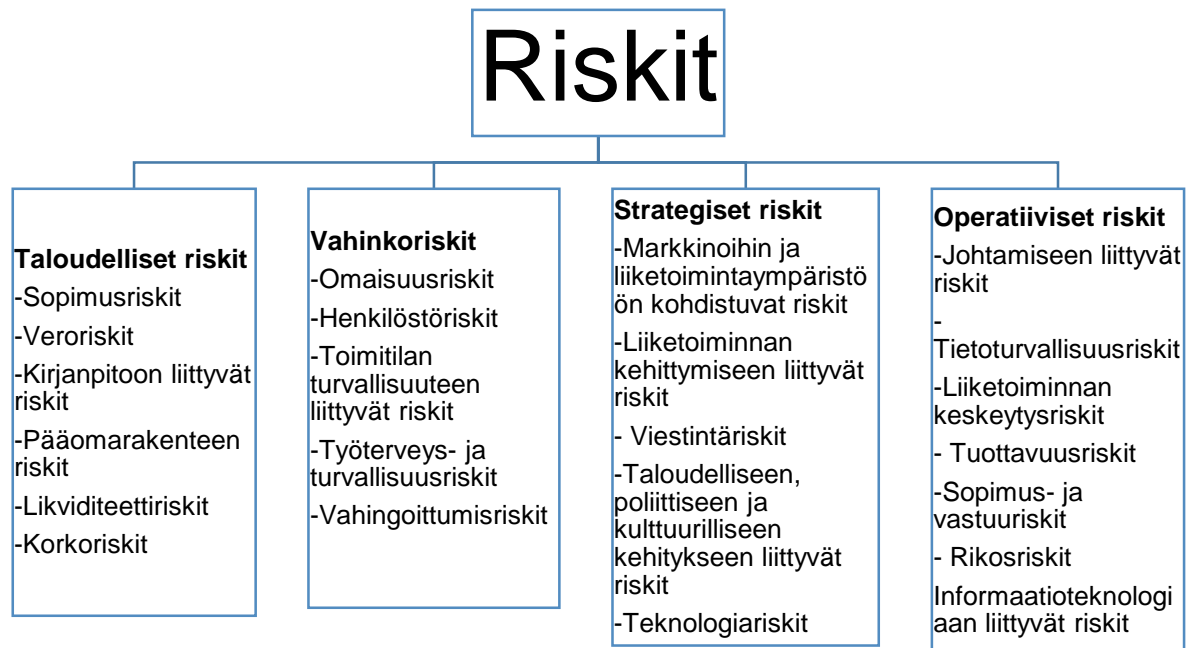 Riskit
Taloudelliset riskit
-Sopimusriskit
-Veroriskit
-Kirjanpitoon liittyvät
riskit
-Pääomarakenteen
riskit
-Likviditeettiriskit
-Korkoriskit
Vahinkoriskit
-Omaisuusriskit
-Henkilöstöriskit
-Toimitilan
turvallisuuteen
liittyvät riskit
-Työterveys- ja
turvallisuusriskit
-Vahingoittumisriskit
Strategiset riskit
-Markkinoihin ja
liiketoimintaympäristö
ön kohdistuvat riskit
-Liiketoiminnan
kehittymiseen liittyvät
riskit
- Viestintäriskit
-Taloudelliseen,
poliittiseen ja
kulttuurilliseen
kehitykseen liittyvät
riskit
-Teknologiariskit
Operatiiviset riskit
-Johtamiseen liittyvät
riskit
-
Tietoturvallisuusriskit
-Liiketoiminnan
keskeytysriskit
- Tuottavuusriskit
-Sopimus- ja
vastuuriskit
- Rikosriskit
Informaatioteknologi
aan liittyvät riskit